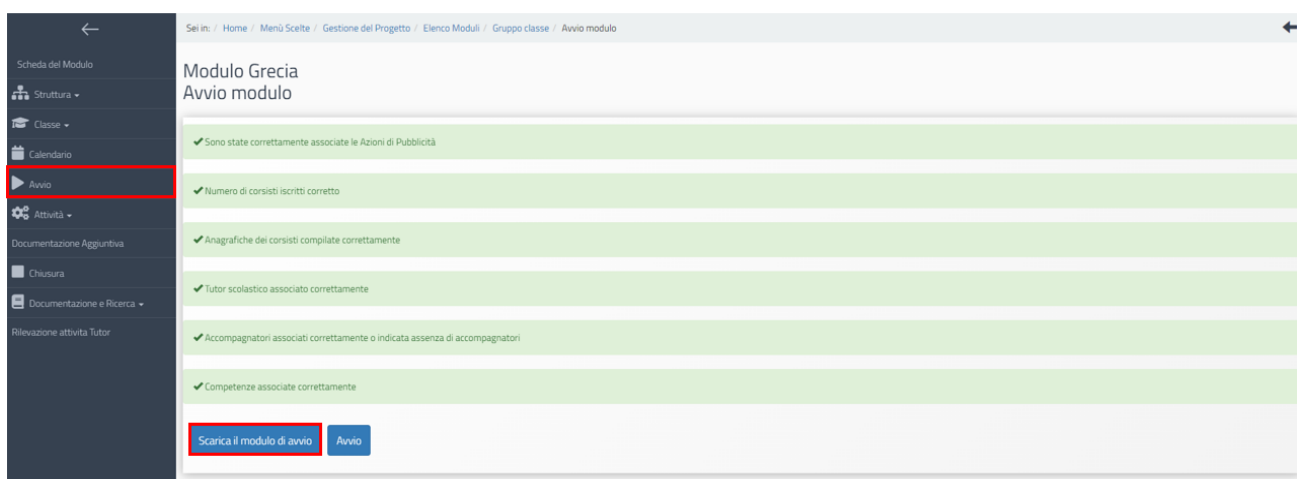 Sei in: / Home / Menù Scelte / Gestione del Progetto / Elenco Moduli / Gruppo classe / Avvio modulo
Scheda del Modulo
Struttura
Classe
Calendario
Avvio
Attività
Documentazione Aggiuntiva
Chiusura
Documentazione e Ricerca
Rilevazione attivita Tutor
Modulo Grecia
Avvio modulo
Sono state correttamente associate le Azioni di Pubblicità
Numero di corsisti iscritti corretto
Anagrafiche dei corsisti compilate correttamente
Tutor scolastico associato correttamente
Accompagnatori associati correttamente o indicata assenza di accompagnatori
Competenze associate correttamente
Scarica il modulo di avvio Avvio